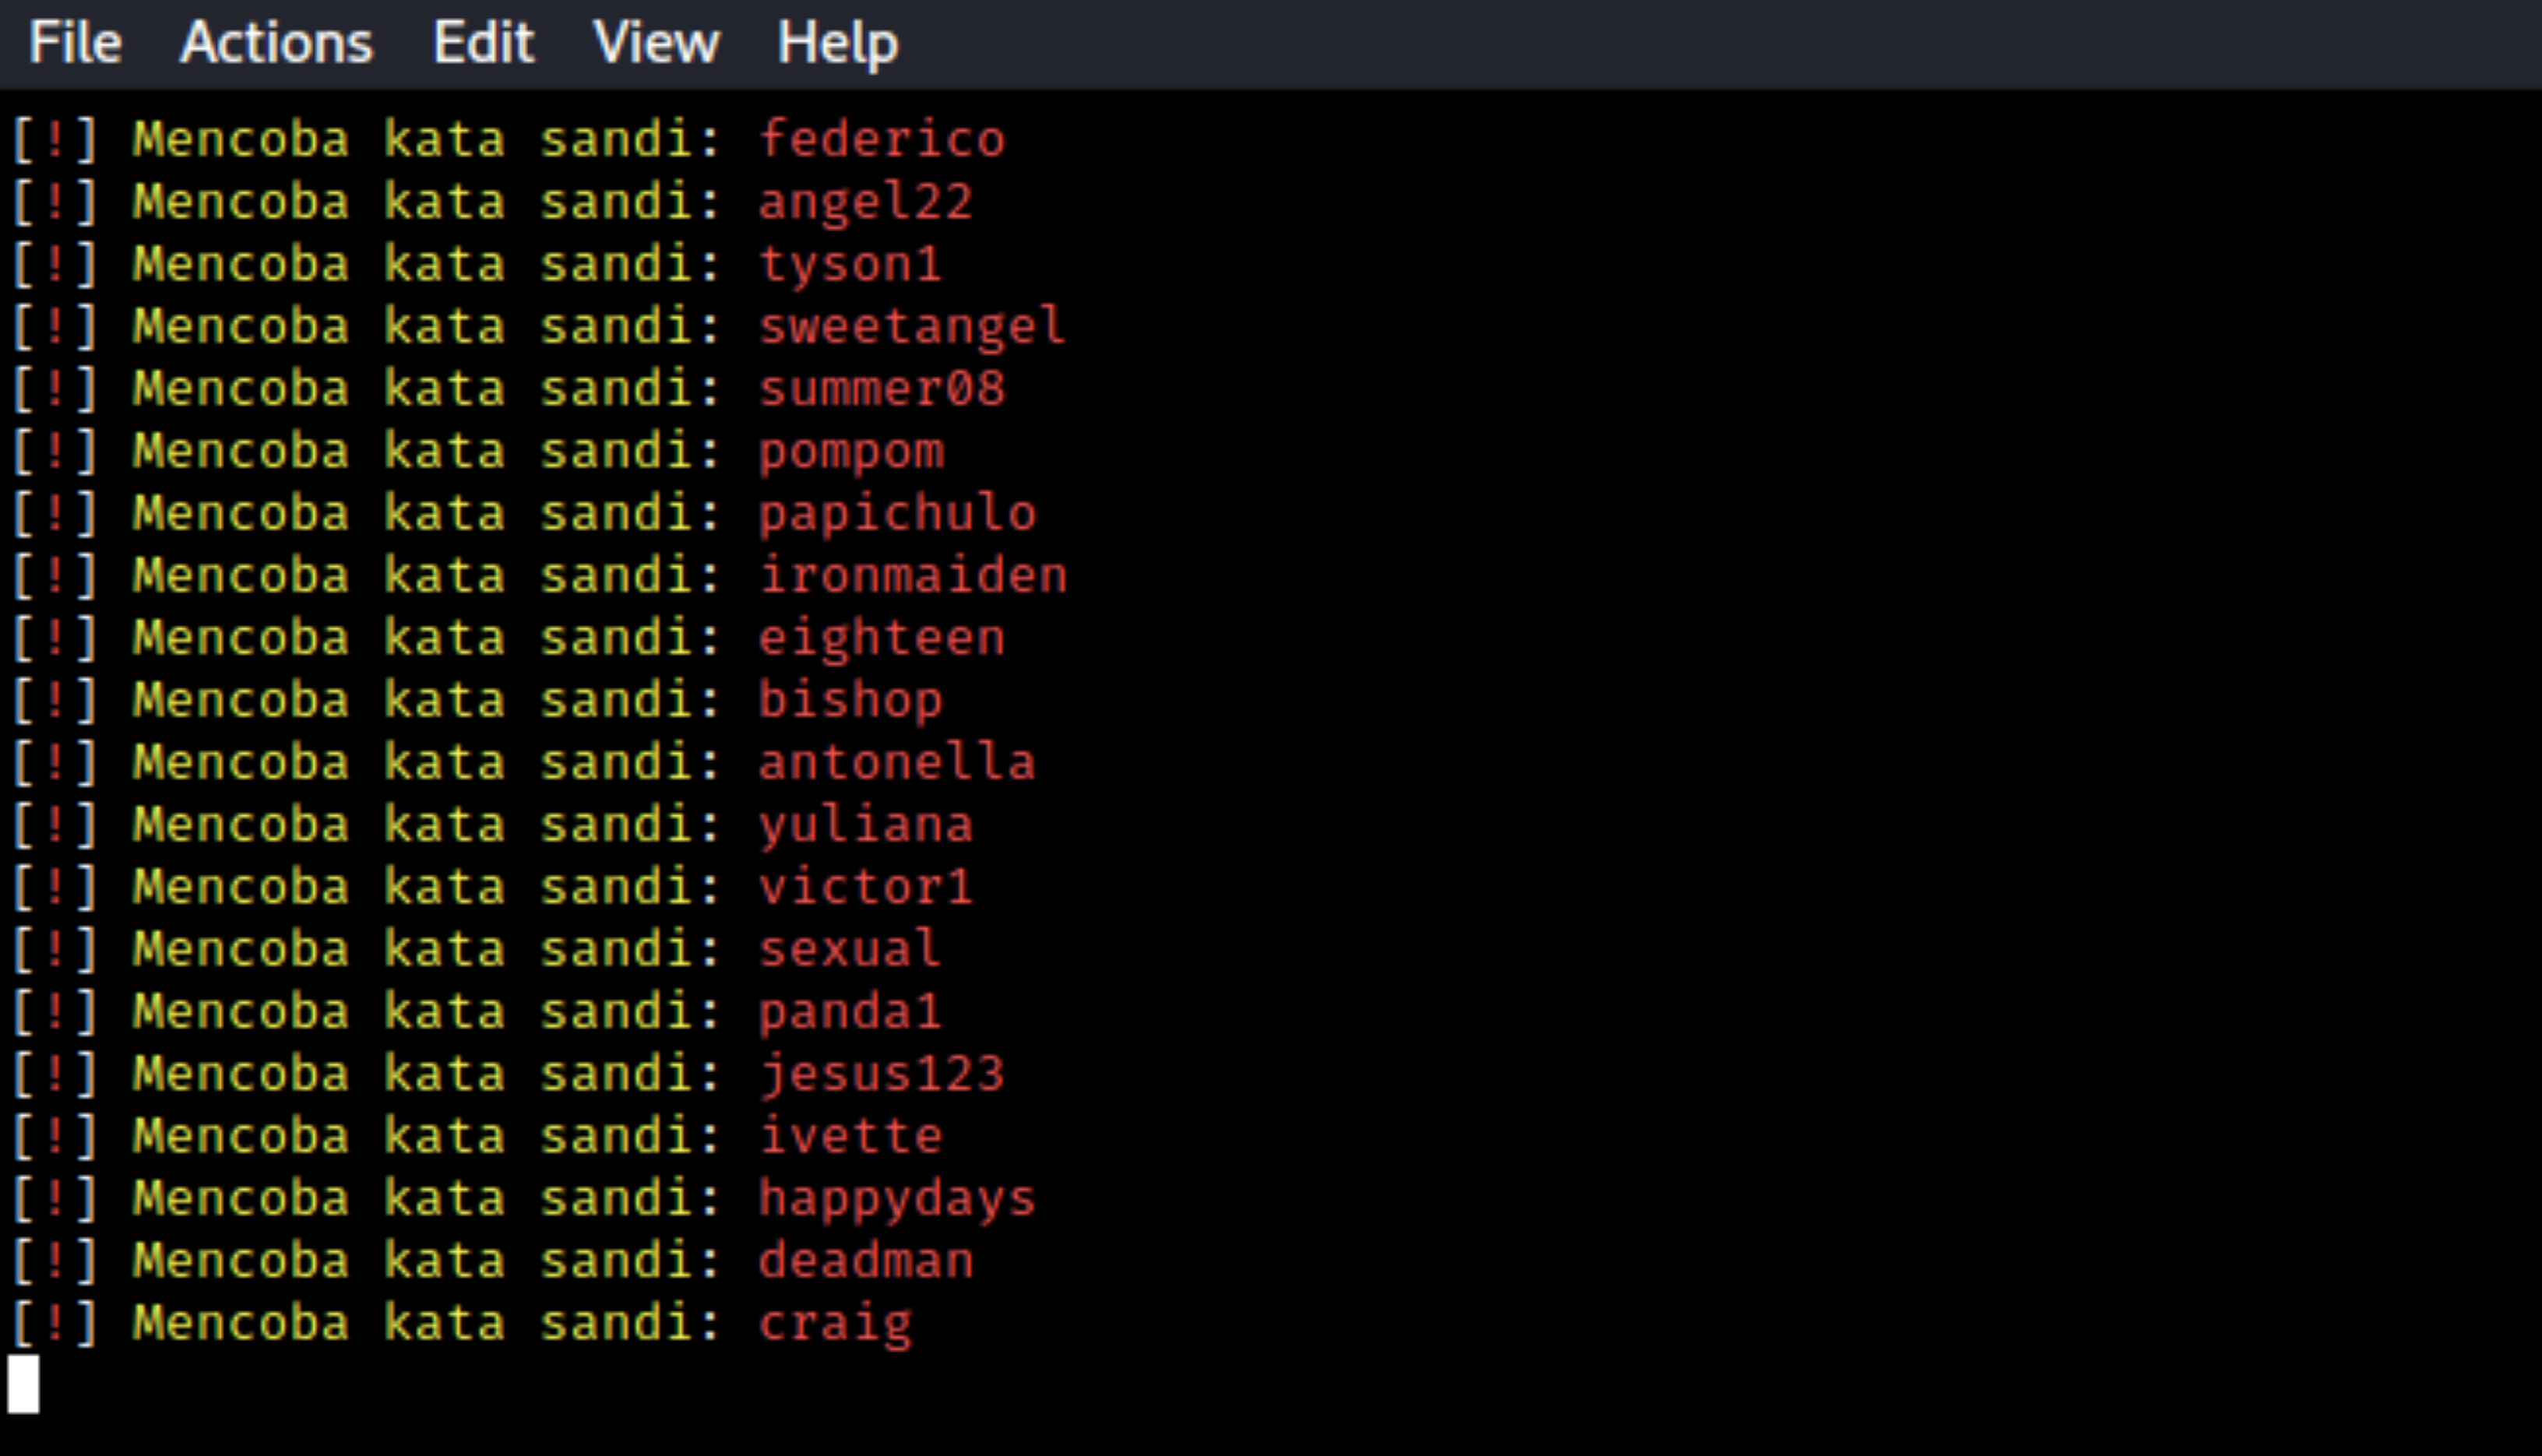 File Actions Edit View Help
[!] Mencoba kata sandi: federico
[!] Mencoba kata sandi: angel22
[!] Mencoba kata sandi: tyson1
[!] Mencoba kata sandi: sweetangel
[!] Mencoba kata sandi: summer08
[!] Mencoba kata sandi: pompom
[!] Mencoba kata sandi: papichulo
[!] Mencoba kata sandi: ironmaiden
[!] Mencoba kata sandi: eighteen
[!] Mencoba kata sandi: bishop
[!] Mencoba kata sandi: antonella
[!] Mencoba kata sandi: yuliana
[!] Mencoba kata sandi: victor1
[!] Mencoba kata sandi: sexual
[!] Mencoba kata sandi: panda1
[!] Mencoba kata sandi: jesus123
[!] Mencoba kata sandi: ivette
[!] Mencoba kata sandi: happydays
[!] Mencoba kata sandi: deadman
[!] Mencoba kata sandi: craig